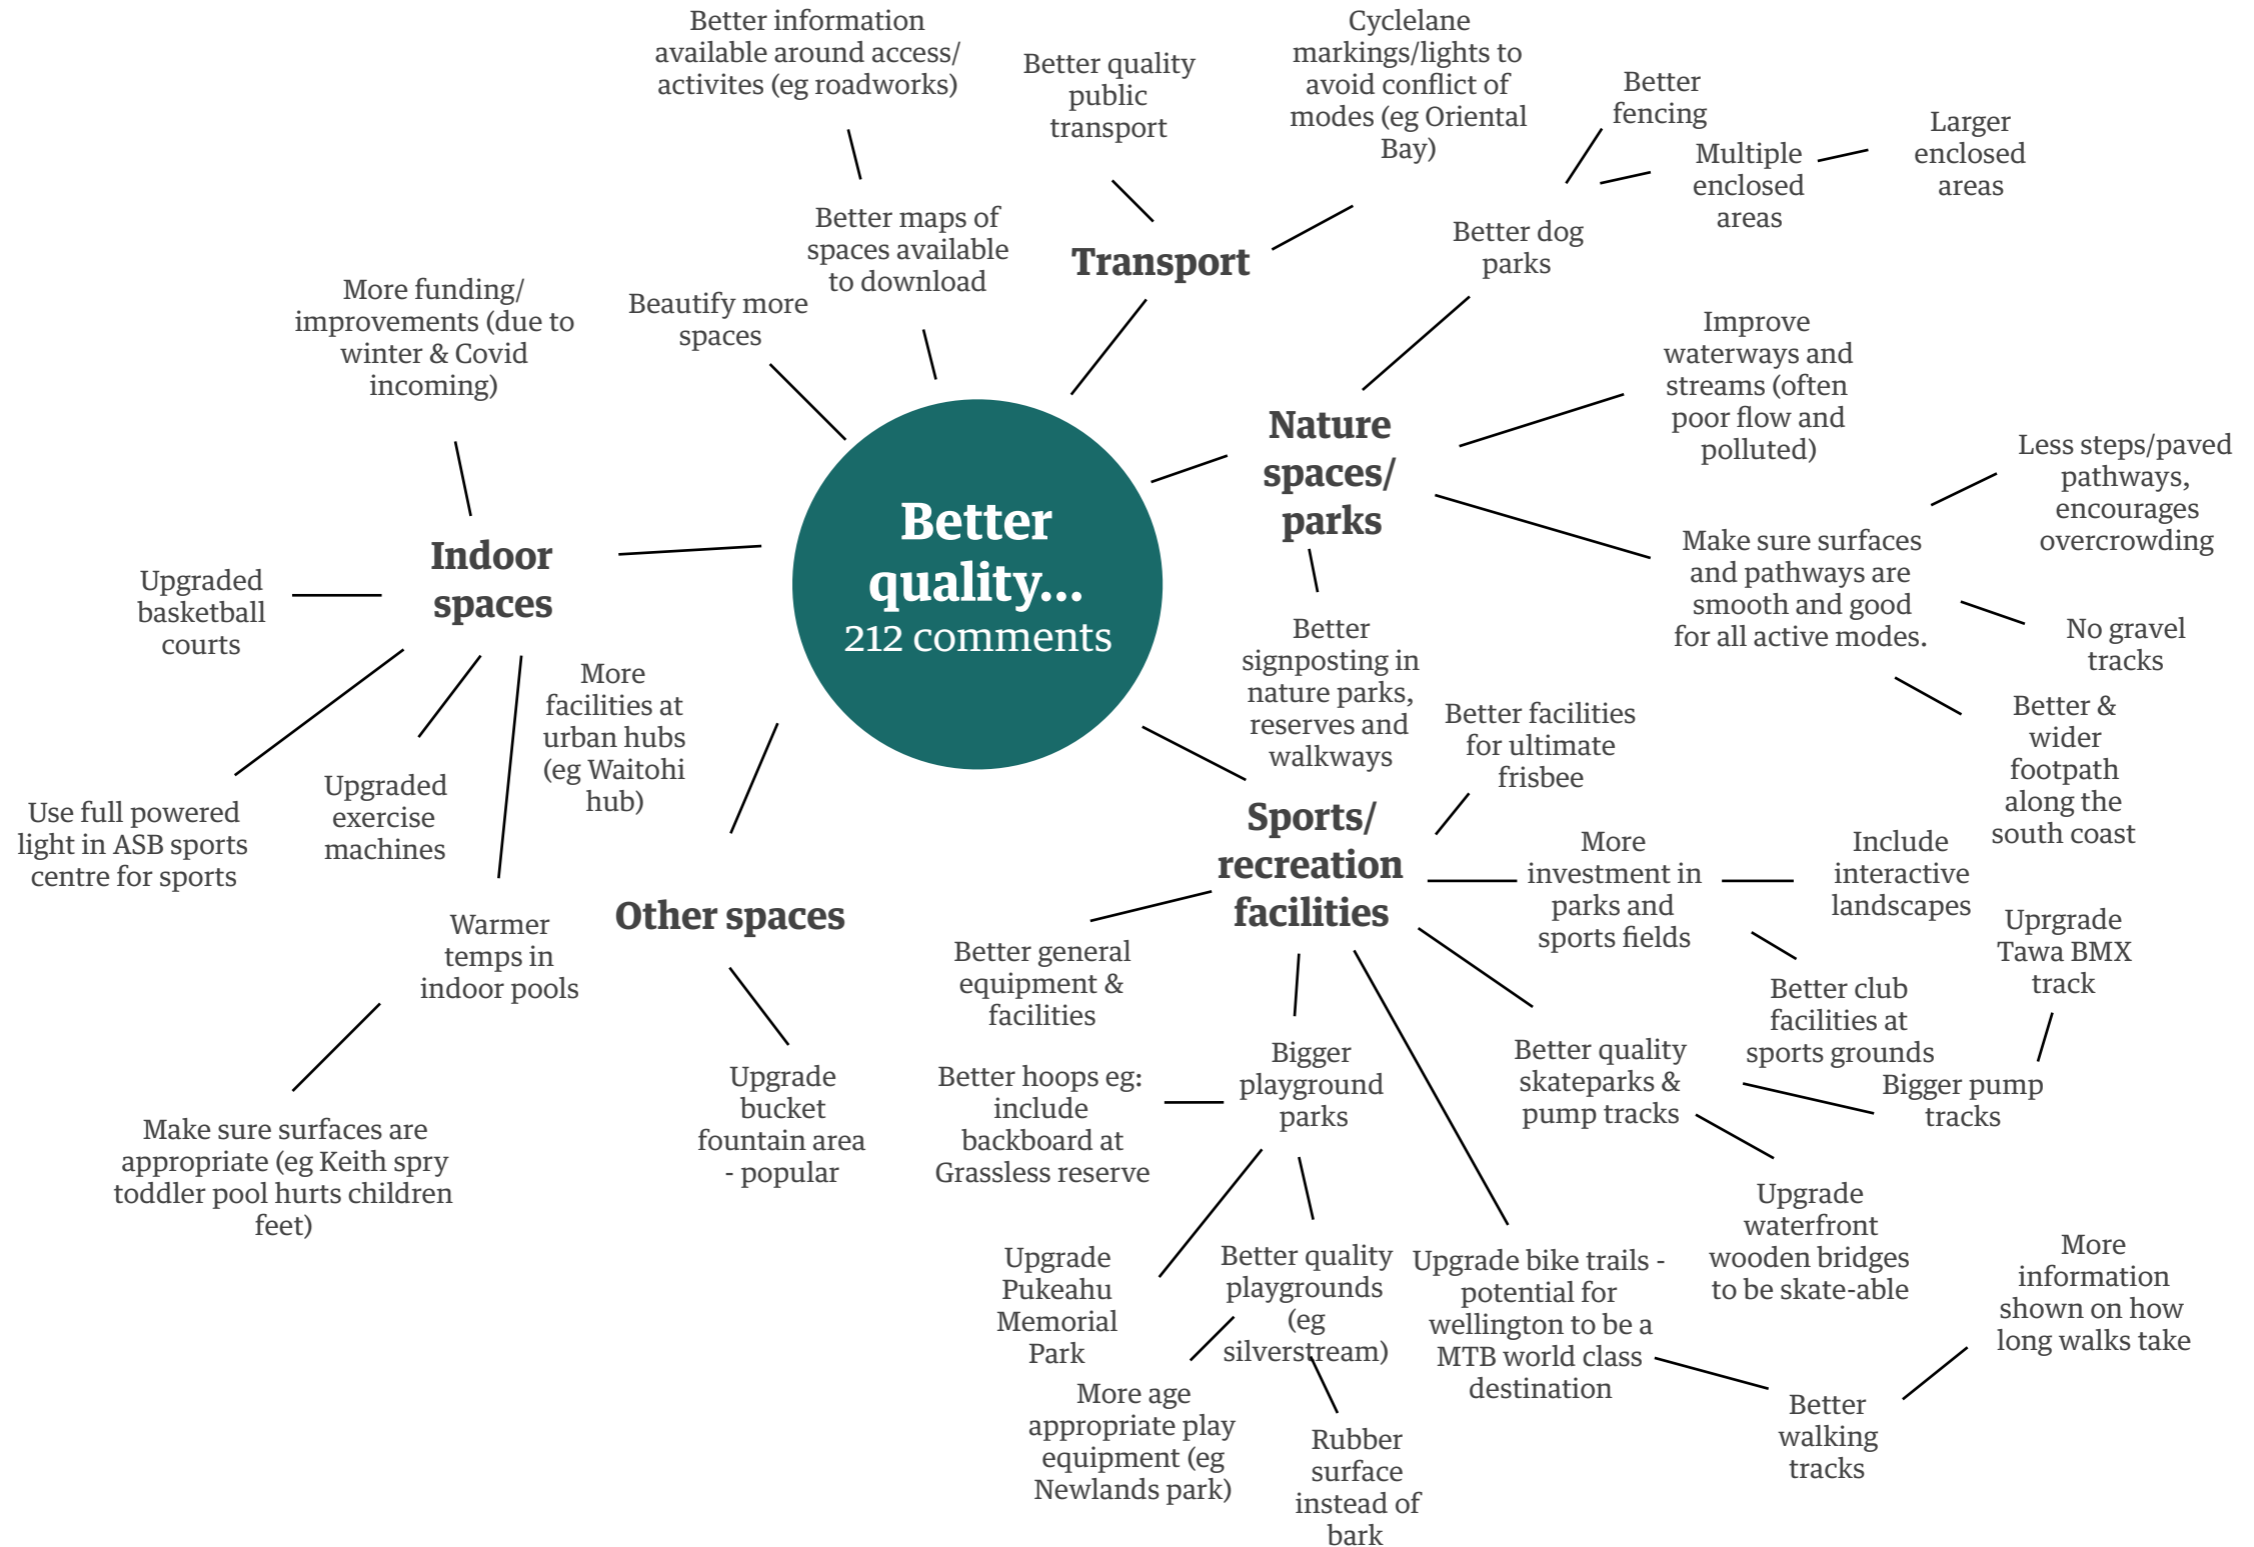 Better information
available around access/
activites (eg roadworks)
Better quality
public
transport
Cyclelane
markings/lights to
avoid conflict of
modes (eg Oriental
Bay)
Better
fencing
Multiple
enclosed
areas
Larger
enclosed
areas
Better maps of
spaces available
to download
Transport
Better dog
parks
More funding/
improvements (due to
winter & Covid
incoming)
Beautify more
spaces
Improve
waterways and
streams (often
poor flow and
polluted)
Nature
spaces/
parks
Less steps/paved
pathways,
encourages
overcrowding
Better
quality...
212 comments
Indoor
spaces
Upgraded
basketball
courts
Make sure surfaces
and pathways are
smooth and good
for all active modes.
No gravel
tracks
Better
signposting in
nature parks,
reserves and
walkways
More
facilities at
urban hubs
(eg Waitohi
hub)
Better facilities
for ultimate
frisbee
Better &
wider
footpath
along the
south coast
Use full powered
light in ASB sports
centre for sports
Upgraded
exercise
machines
Sports/
recreation
facilities
More
investment in
parks and
sports fields
Include
interactive
landscapes
Warmer
temps in
indoor pools
Other spaces
Uprgrade
Tawa BMX
track
Better general
equipment &
facilities
Better club
facilities at
sports grounds
Bigger
playground
parks
Better quality
skateparks &
pump tracks
Bigger pump
tracks
Upgrade
bucket
fountain area
- popular
Better hoops eg:
include
backboard at
Grassless reserve
Make sure surfaces are
appropriate (eg Keith spry
toddler pool hurts children
feet)
Upgrade
waterfront
wooden bridges
to be skate-able
Upgrade
Pukeahu
Memorial
Park
Better quality
playgrounds
(eg
silverstream)
Upgrade bike trails -
potential for
wellington to be a
MTB world class
destination
More
information
shown on how
long walks take
More age
appropriate play
equipment (eg
Newlands park)
Rubber
surface
instead of
bark
Better
walking
tracks